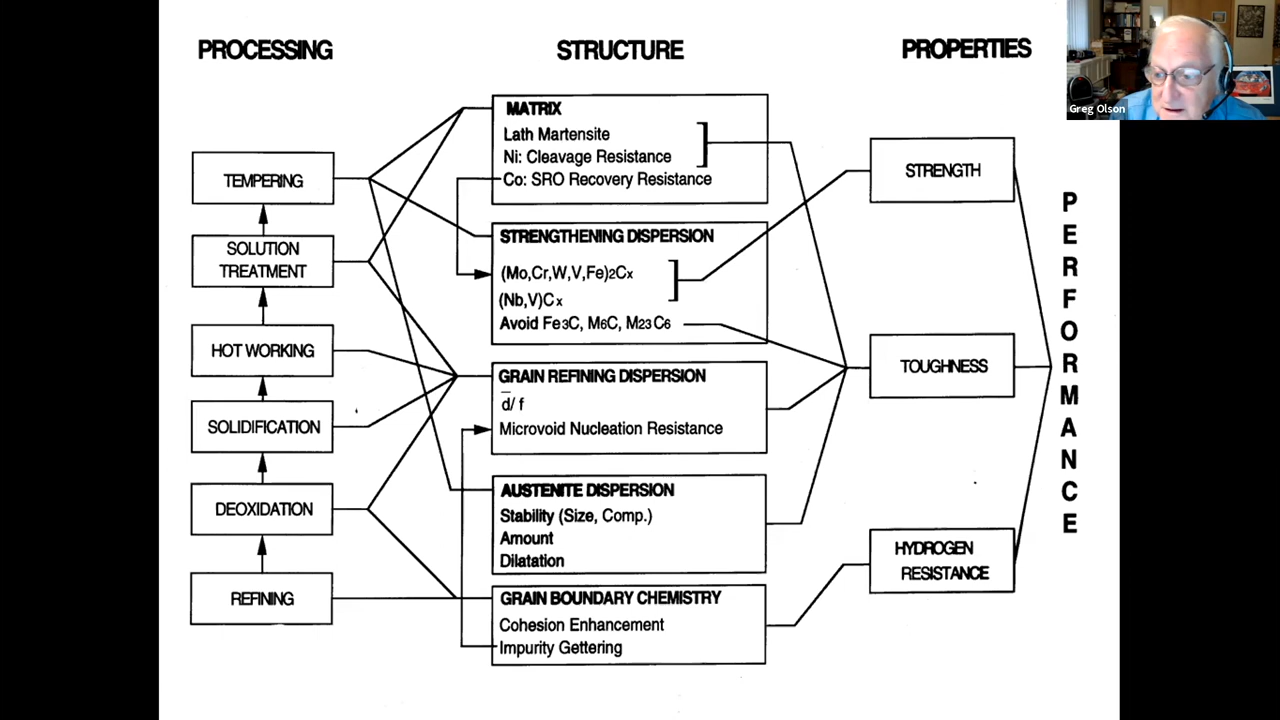 PROCESSING
STRUCTURE
PROPERTIES
Greg Olson
TEMPERING
SOLUTION
TREATMENT
HOT WORKING
SOLIDIFICATION
DEOXIDATION
REFINING
MATRIX
Lath Martensite
Ni: Cleavage Resistance
Co: SRO Recovery Resistance
STRENGTHENING DISPERSION
(Mo,Cr,W,V,Fe)2Cx
(Nb,V)Cx
Avoid Fe3C, M6C, M23C6
GRAIN REFINING DISPERSION
d̅/ f
Microvoid Nucleation Resistance
AUSTENITE DISPERSION
Stability (Size, Comp.)
Amount
Dilatation
GRAIN BOUNDARY CHEMISTRY
Cohesion Enhancement
Impurity Gettering
STRENGTH
TOUGHNESS
HYDROGEN
RESISTANCE
PERFORMANCE